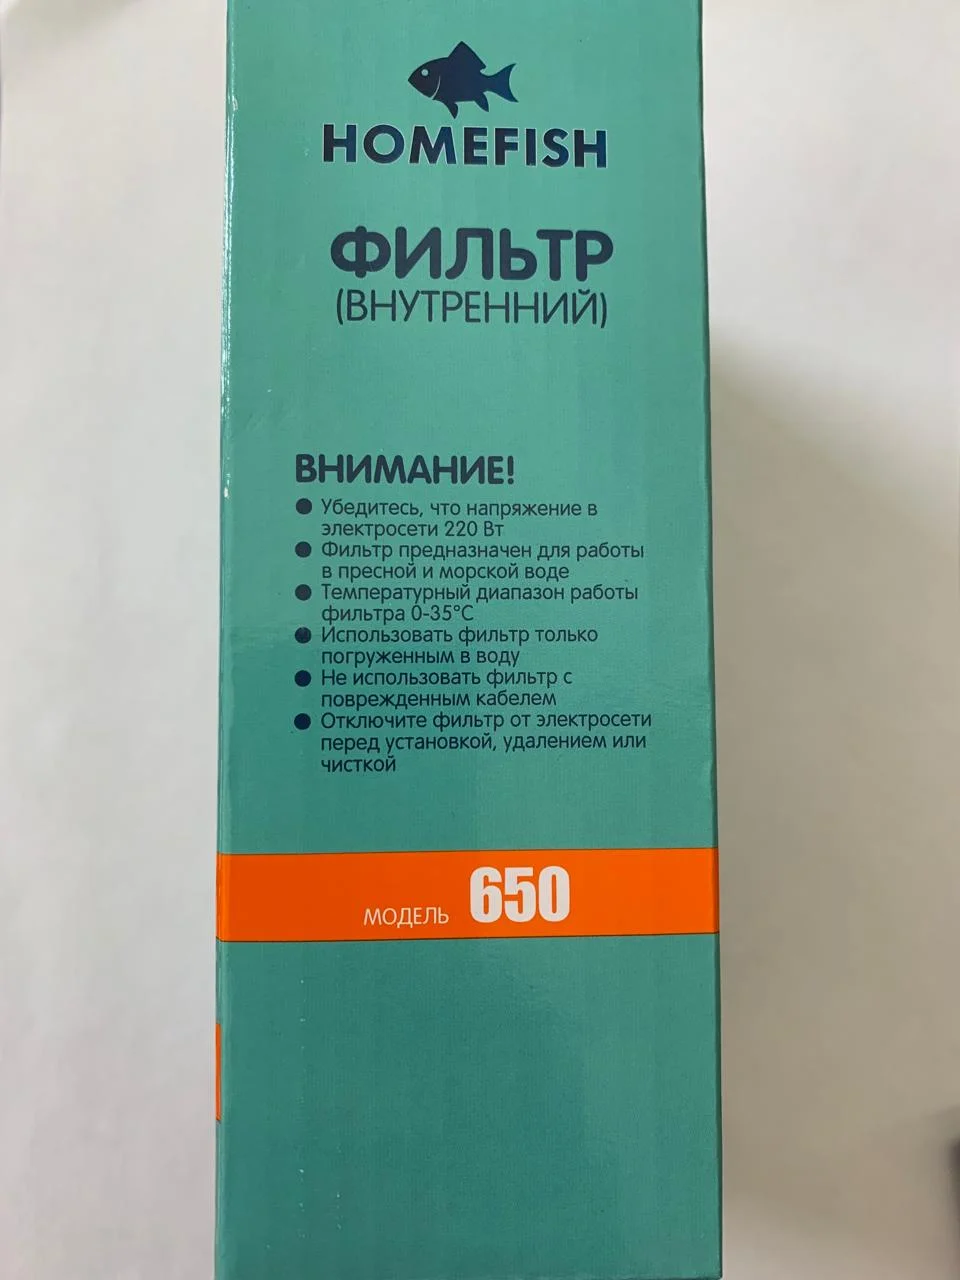 HOMEFISH
ФИЛЬТР
(ВНУТРЕННИЙ)
ВНИМАНИЕ!
● Убедитесь, что напряжение в
электросети 220 Вт
● Фильтр предназначен для работы
в пресной и морской воде
● Температурный диапазон работы
фильтра 0-35°C
● Использовать фильтр только
погруженным в воду
● Не использовать фильтр с
поврежденным кабелем
● Отключите фильтр от электросети
перед установкой, удалением или
чисткой
МОДЕЛЬ 650